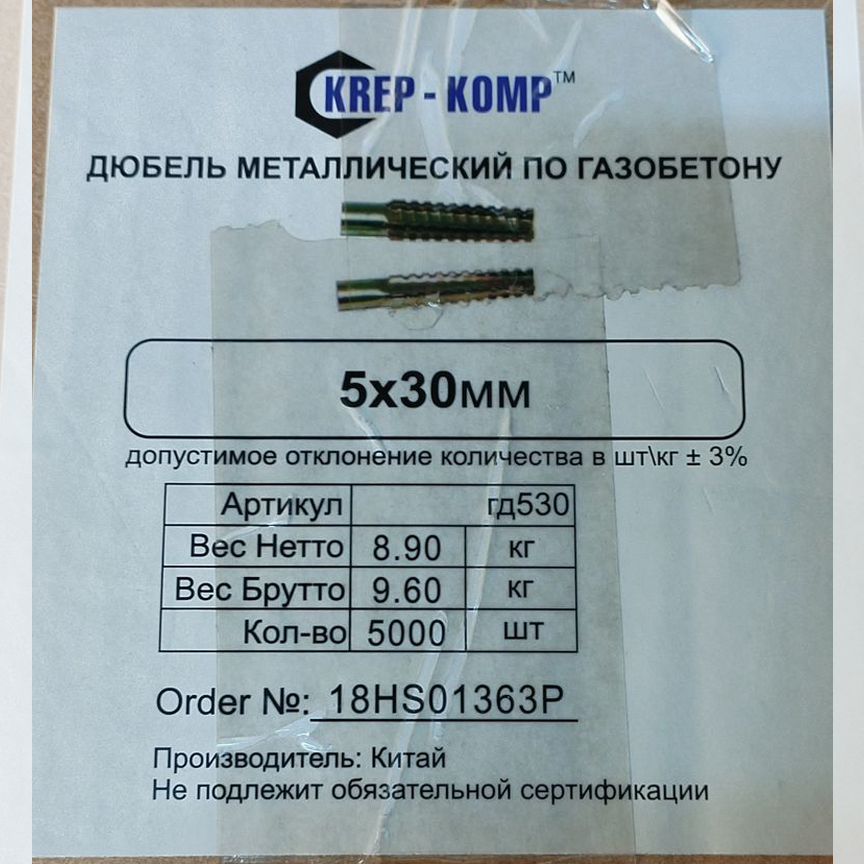 KREP - KOMP™
ДЮБЕЛЬ МЕТАЛЛИЧЕСКИЙ ПО ГАЗОБЕТОНУ
5х30мм
допустимое отклонение количества в шт\кг ± 3%
Артикул гд530
Вес Нетто 8.90 кг
Вес Брутто 9.60 кг
Кол-во 5000 шт
Order №: 18HS01363P
Производитель: Китай
Не подлежит обязательной сертификации